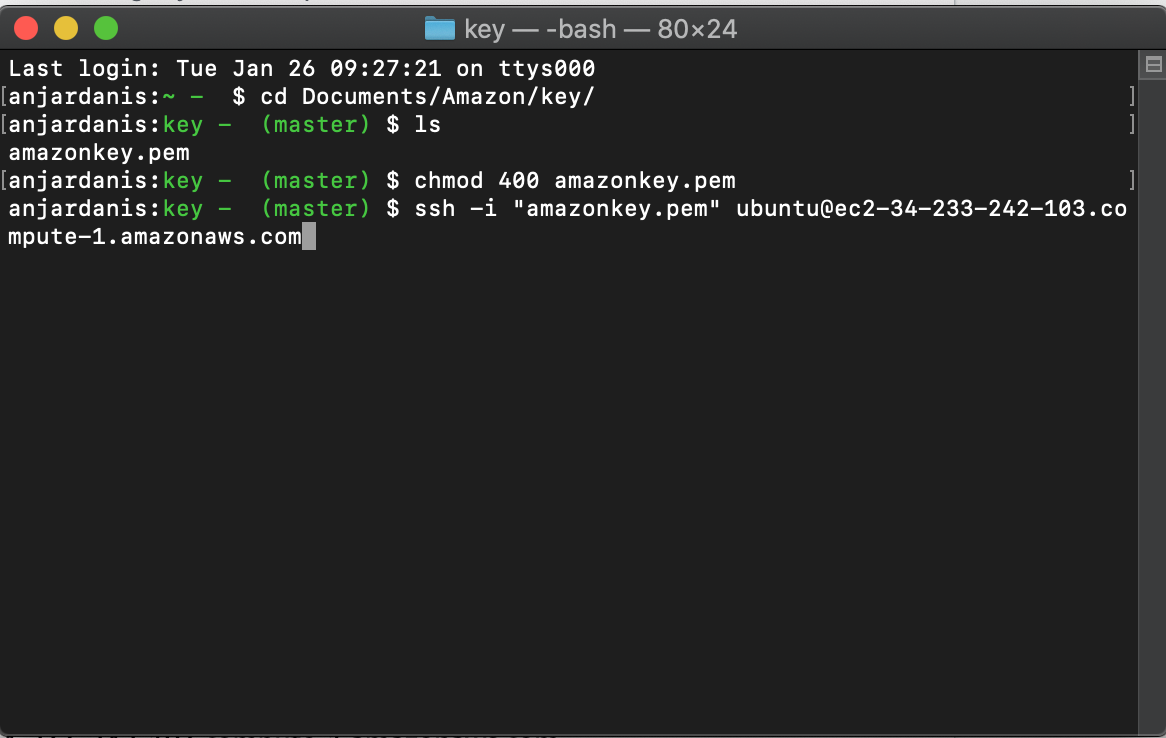 key — -bash — 80×24
Last login: Tue Jan 26 09:27:21 on ttys000
[anjardanis:~ - $ cd Documents/Amazon/key/ ]
[anjardanis:key - (master) $ ls ]
amazonkey.pem
[anjardanis:key - (master) $ chmod 400 amazonkey.pem ]
anjardanis:key - (master) $ ssh -i "amazonkey.pem" ubuntu@ec2-34-233-242-103.co
mpute-1.amazonaws.com